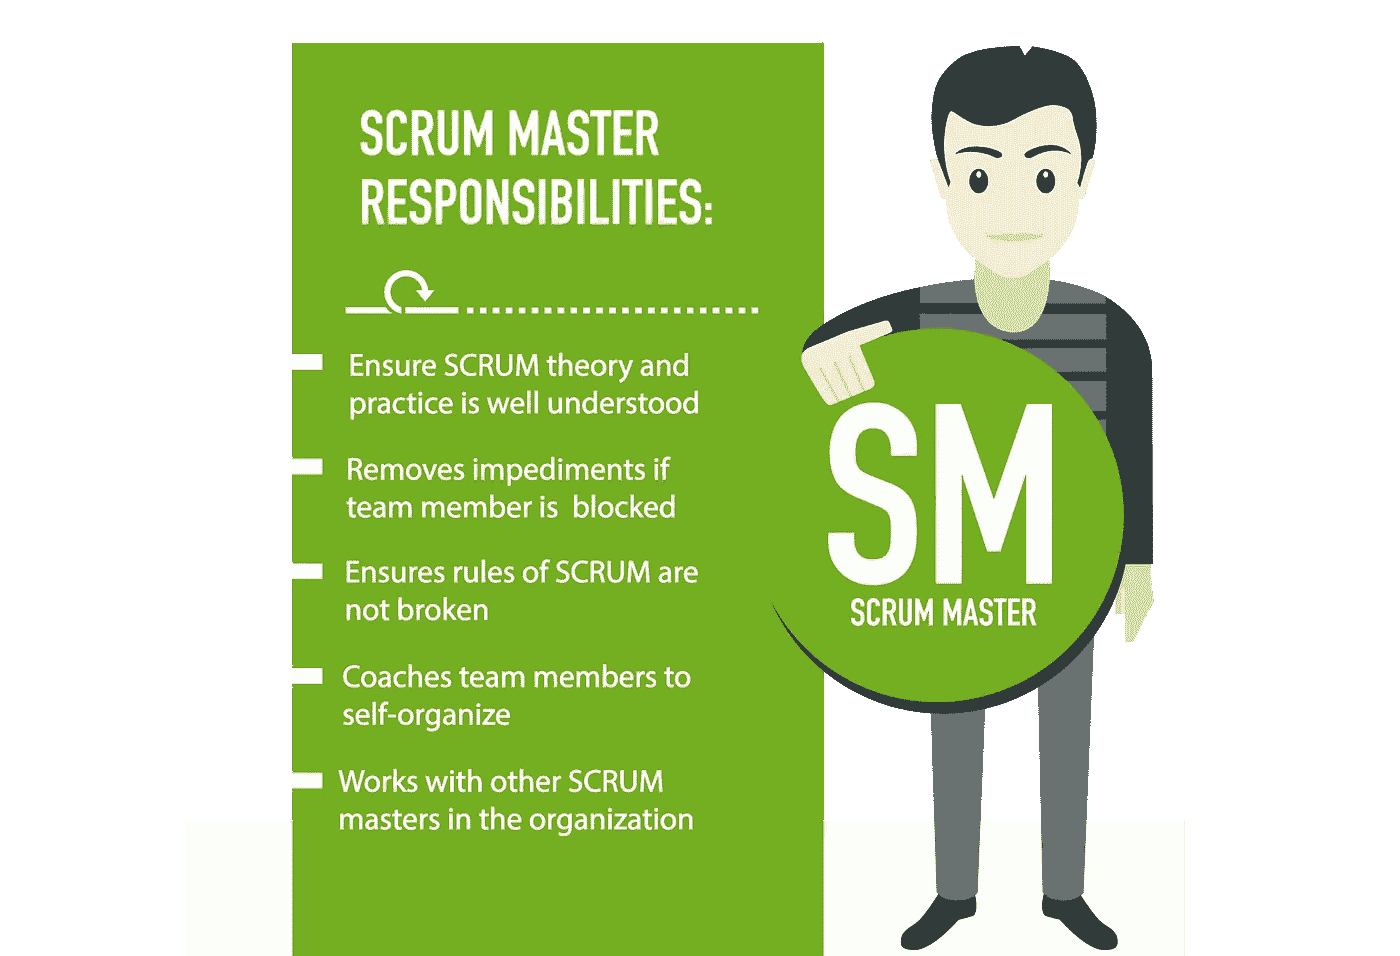 SCRUM MASTER
RESPONSIBILITIES:
Ensure SCRUM theory and
practice is well understood
Removes impediments if
team member is  blocked
Ensures rules of SCRUM are
not broken
Coaches team members to
self-organize
Works with other SCRUM
masters in the organization
SM
SCRUM MASTER